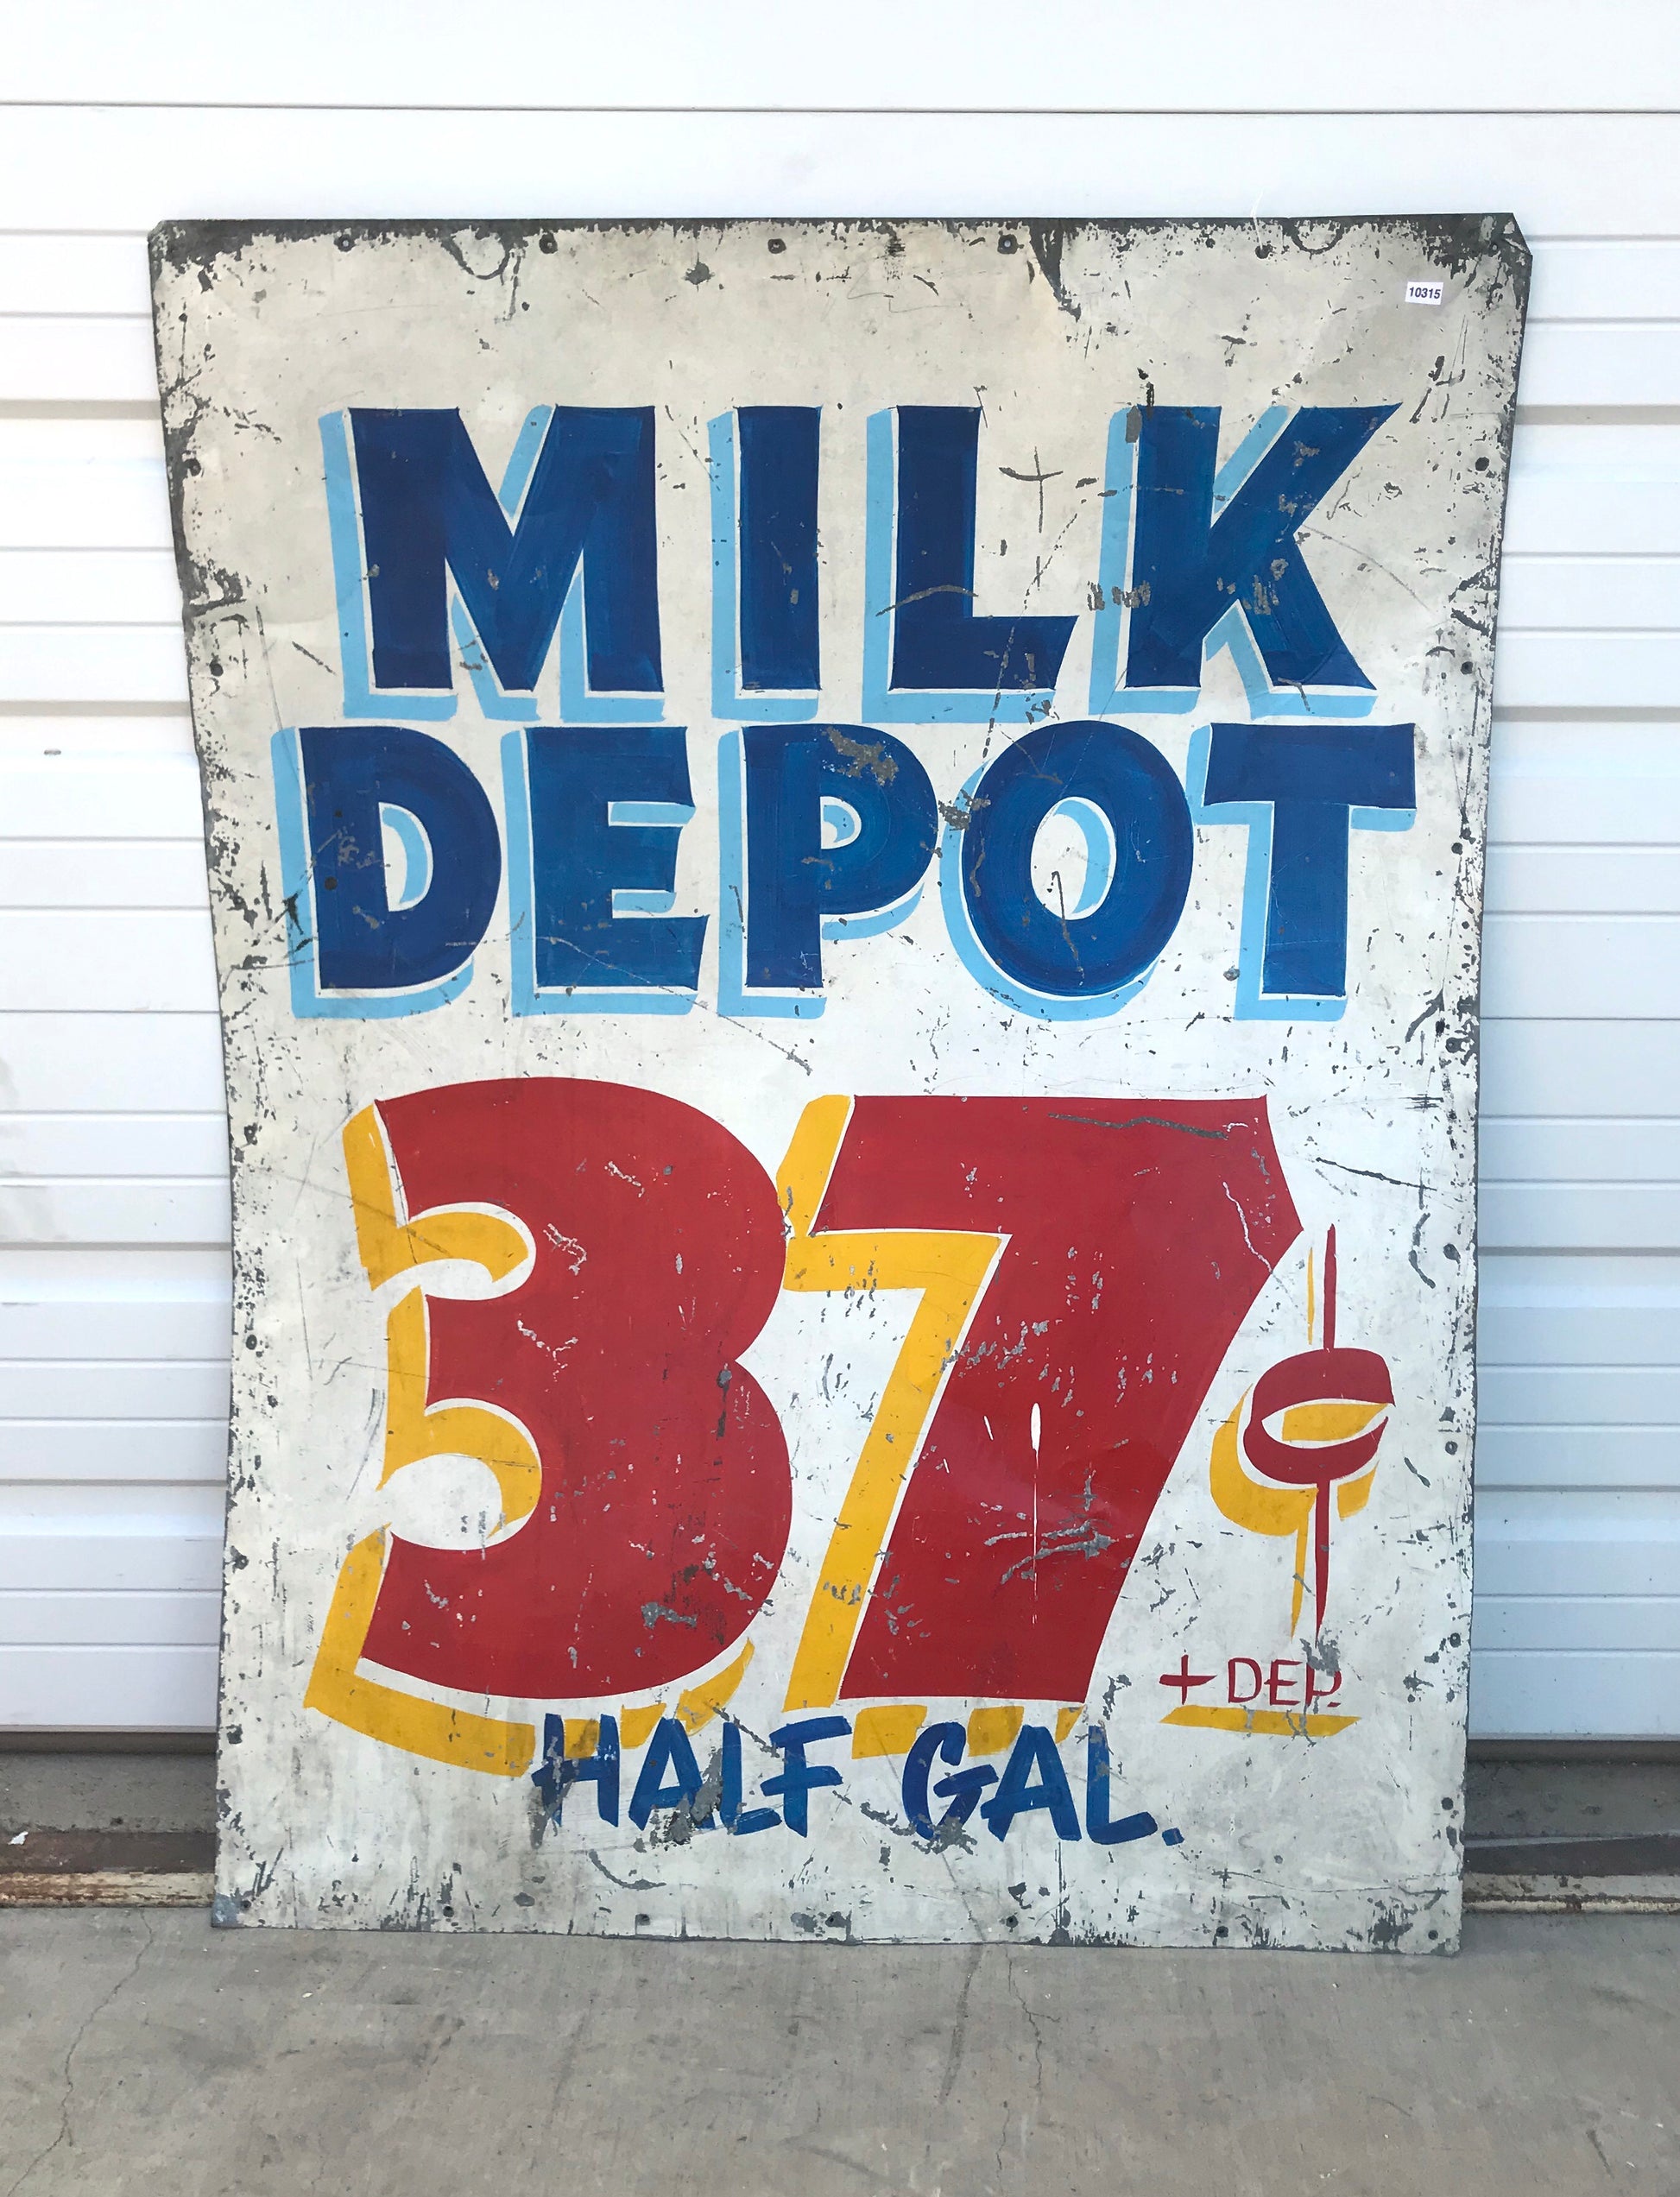 10315
MILK
DEPOT
37¢
+ DEP.
HALF GAL.